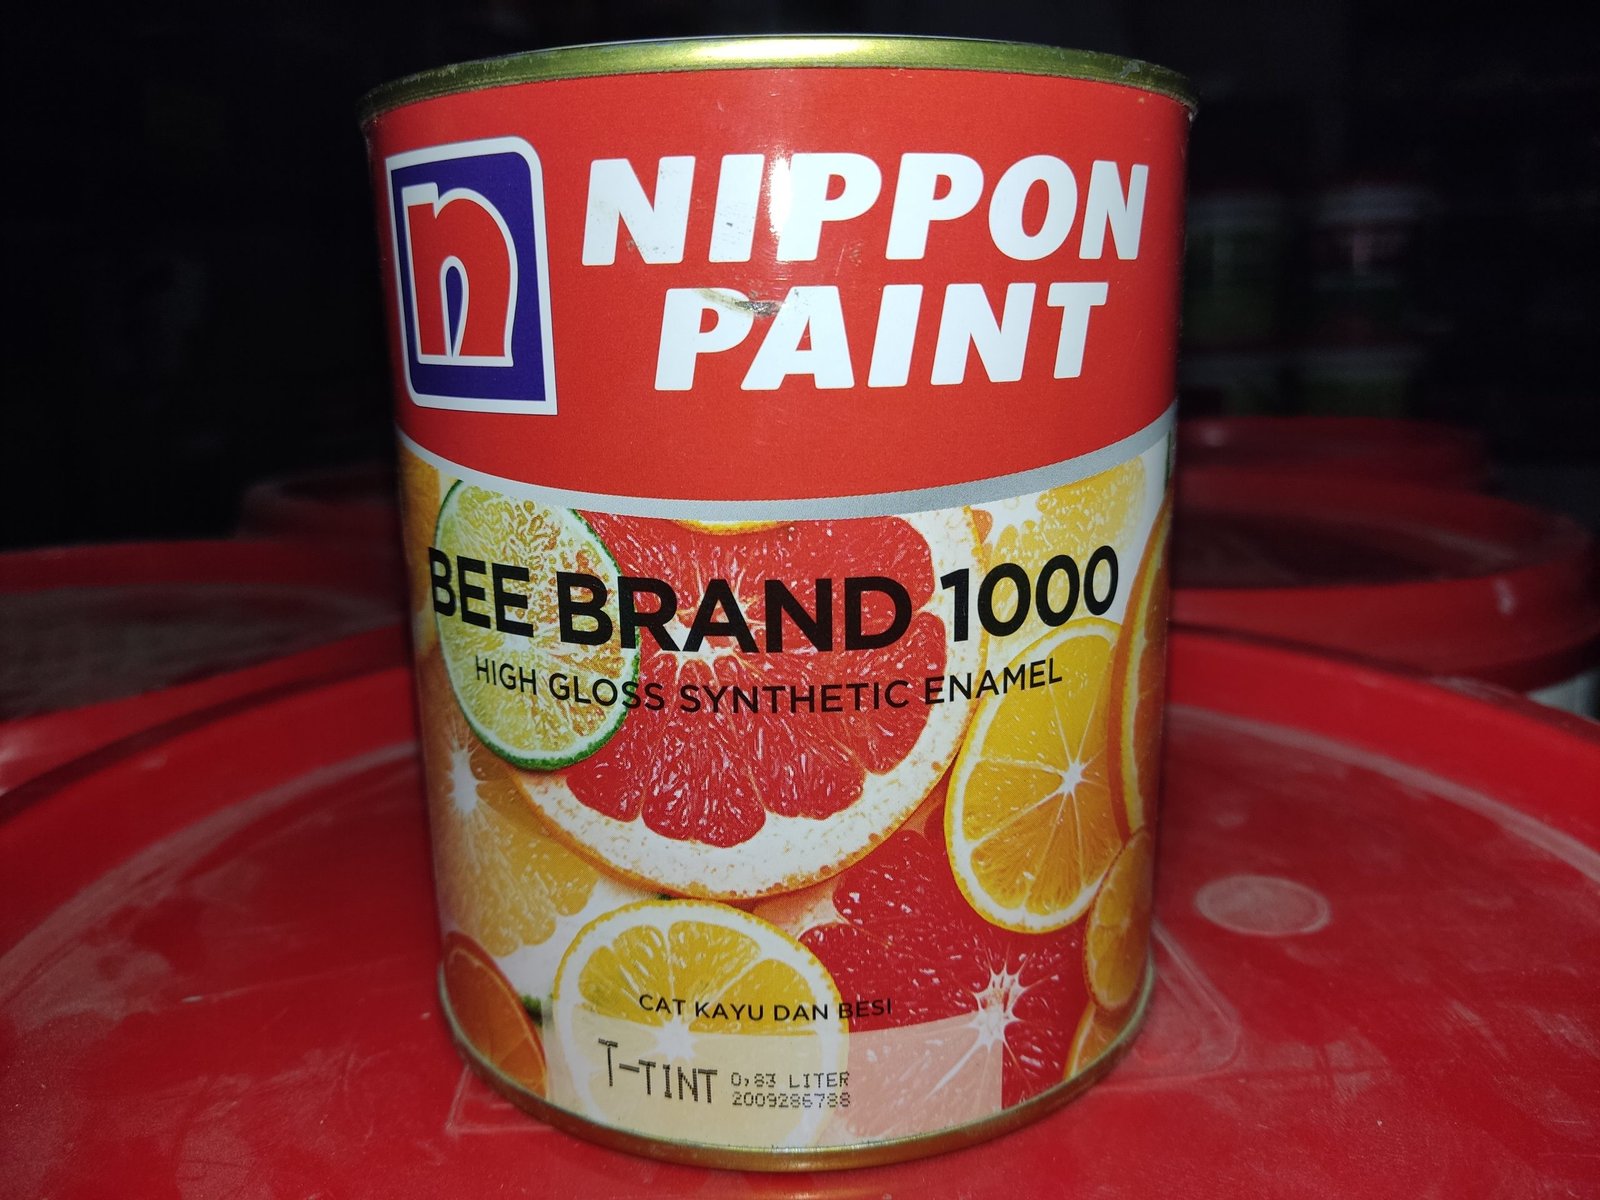 n
NIPPON
PAINT
BEE BRAND 1000
HIGH GLOSS SYNTHETIC ENAMEL
CAT KAYU DAN BESI
T-TINT 0,83 LITER
2009286788